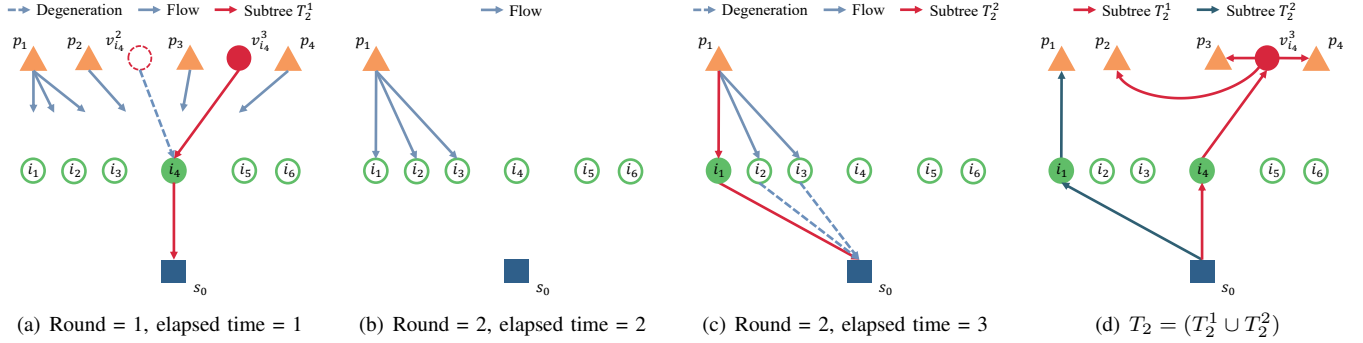 Degeneration Flow Subtree T_2^1
p_1 p_2 v_{i_4}^2 p_3 v_{i_4}^3 p_4
i_1 i_2 i_3 i_4 i_5 i_6
s_0
(a) Round = 1, elapsed time = 1
Flow
p_1
i_1 i_2 i_3 i_4 i_5 i_6
s_0
(b) Round = 2, elapsed time = 2
Degeneration Flow Subtree T_2^2
p_1
i_1 i_2 i_3 i_4 i_5 i_6
s_0
(c) Round = 2, elapsed time = 3
Subtree T_2^1 Subtree T_2^2
p_1 p_2 p_3 v_{i_4}^3 p_4
i_1 i_2 i_3 i_4 i_5 i_6
s_0
(d) T_2 = (T_2^1 ∪ T_2^2)